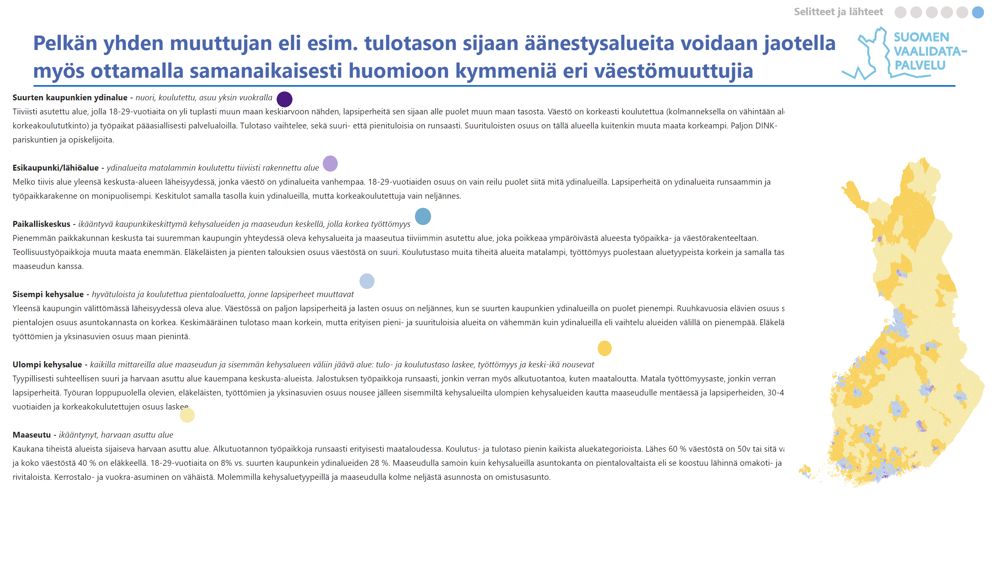 Selitteet ja lähteet
Pelkän yhden muuttujan eli esim. tulotason sijaan äänestysalueita voidaan jaotella
myös ottamalla samanaikaisesti huomioon kymmeniä eri väestömuuttujia
SUOMEN
VAALIDATA-
PALVELU
Suurten kaupunkien ydinalue - nuori, koulutettu, asuu yksin vuokralla
Tiiviisti asutettu alue, jolla 18-29-vuotiaita on yli tuplasti muun maan keskiarvoon nähden, lapsiperheitä sen sijaan alle puolet muun maan tasosta. Väestö on korkeasti koulutettua (kolmanneksella on vähintään
korkeakoulututkinto) ja työpaikat pääasiallisesti palvelualoilla. Tulotaso vaihtelee, sekä suuri- että pienituloisia on runsaasti. Suurituloisten osuus on tällä alueella kuitenkin muuta maata korkeampi. Paljon DINK-
pariskuntien ja opiskelijoita.
Esikaupunki/lähiöalue - ydinalueita matalammin koulutettu tiiviisti rakennettu alue
Melko tiivis alue yleensä keskusta-alueen läheisyydessä, jonka väestö on ydinalueita vanhempaa. 18-29-vuotiaiden osuus on vain reilu puolet siitä mitä ydinalueilla. Lapsiperheitä on ydinalueita runsaammin ja
työpaikkarakenne on monipuolisempi. Keskitulot samalla tasolla kuin ydinalueilla, mutta korkeakoulutettuja vain neljännes.
Paikalliskeskus - ikääntyvä kaupunkikeskittymä kehysalueiden ja maaseudun keskellä, jolla korkea työttömyys
Pienemmän paikkakunnan keskusta tai suuremman kaupungin yhteydessä oleva kehysalueita ja maaseutua tiiviimmin asutettu alue, joka poikkeaa ympäröivästä alueesta työpaikka- ja väestörakenteeltaan.
Teollisuustyöpaikkoja muuta maata enemmän. Eläkeläisten ja pienten talouksien osuus väestöstä on suuri. Koulutustaso muita tiheitä alueita matalampi, työttömyys puolestaan aluetyypeista korkein ja samalla tas
maaseudun kanssa.
Sisempi kehysalue - hyvätuloista ja koulutettua pientaloaluetta, jonne lapsiperheet muuttavat
Yleensä kaupungin välittömässä läheisyydessä oleva alue. Väestössä on paljon lapsiperheitä ja lasten osuus on neljännes, kun se suurten kaupunkien ydinalueilla on puolet pienempi. Ruuhkavuosia elävien osuus s
pientalojen osuus asuntokannasta on korkea. Keskimääräinen tulotaso maan korkein, mutta erityisen pieni- ja suurituloisia alueita on vähemmän kuin ydinalueilla eli vaihtelu alueiden välillä on pienempää. Eläkelä
työttömien ja yksinasuvien osuus maan pienintä.
Ulompi kehysalue - kaikilla mittareilla alue maaseudun ja sisemmän kehysalueen väliin jäävä alue: tulo- ja koulutustaso laskee, työttömyys ja keski-ikä nousevat
Tyypillisesti suhteellisen suuri ja harvaan asuttu alue kauempana keskusta-alueista. Jalostuksen työpaikkoja runsaasti, jonkin verran myös alkutuotantoa, kuten maataloutta. Matala työttömyysaste, jonkin verran
lapsiperheitä. Työuran loppupuolella olevien, eläkeläisten, työttömien ja yksinasuvien osuus nousee jälleen sisemmiltä kehysalueilta ulompien kehysalueiden kautta maaseudulle mentäessä ja lapsiperheiden, 30-4
vuotiaiden ja korkeakokulutettujen osuus laskee
Maaseutu - ikääntynyt, harvaan asuttu alue
Kaukana tiheistä alueista sijaiseva harvaan asuttu alue. Alkutuotannon työpaikkoja runsaasti erityisesti maataloudessa. Koulutus- ja tulotaso pienin kaikista aluekategorioista. Lähes 60 % väestöstä on 50v tai sitä
ja koko väestöstä 40 % on eläkkeellä. 18-29-vuotiaita on 8% vs. suurten kaupunkein ydinalueiden 28 %. Maaseudulla samoin kuin kehysalueilla asuntokanta on pientalovaltaista eli se koostuu lähinnä omakoti- ja
rivitaloista. Kerrostalo- ja vuokra-asuminen on vähäistä. Molemmilla kehysaluetyypeillä ja maaseudulla kolme neljästä asunnosta on omistusasunto.